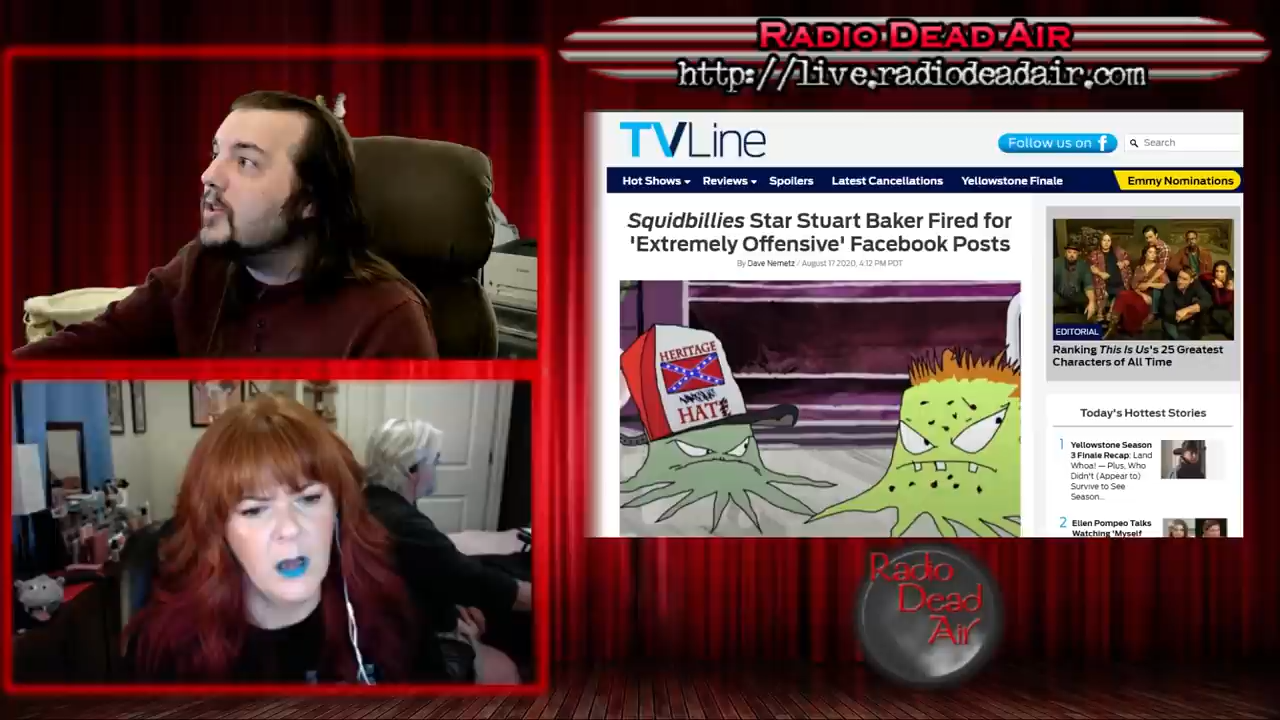 RADIO DEAD AIR
http://live.radiodeadair.com
TVLine
Follow us on f
Search
Hot Shows Reviews Spoilers Latest Cancellations Yellowstone Finale Emmy Nominations
Squidbillies Star Stuart Baker Fired for
'Extremely Offensive' Facebook Posts
By Dave Nemetz / August 17 2020, 4:12 PM PDT
HERITAGE
HATE
EDITORIAL
Ranking This Is Us's 25 Greatest
Characters of All Time
Today's Hottest Stories
1 Yellowstone Season
3 Finale Recap: Land
Whoa! — Plus, Who
Didn't (Appear to)
Survive to See
Season...
2 Ellen Pompeo Talks
Watching 'Myself
Radio
Dead
Air